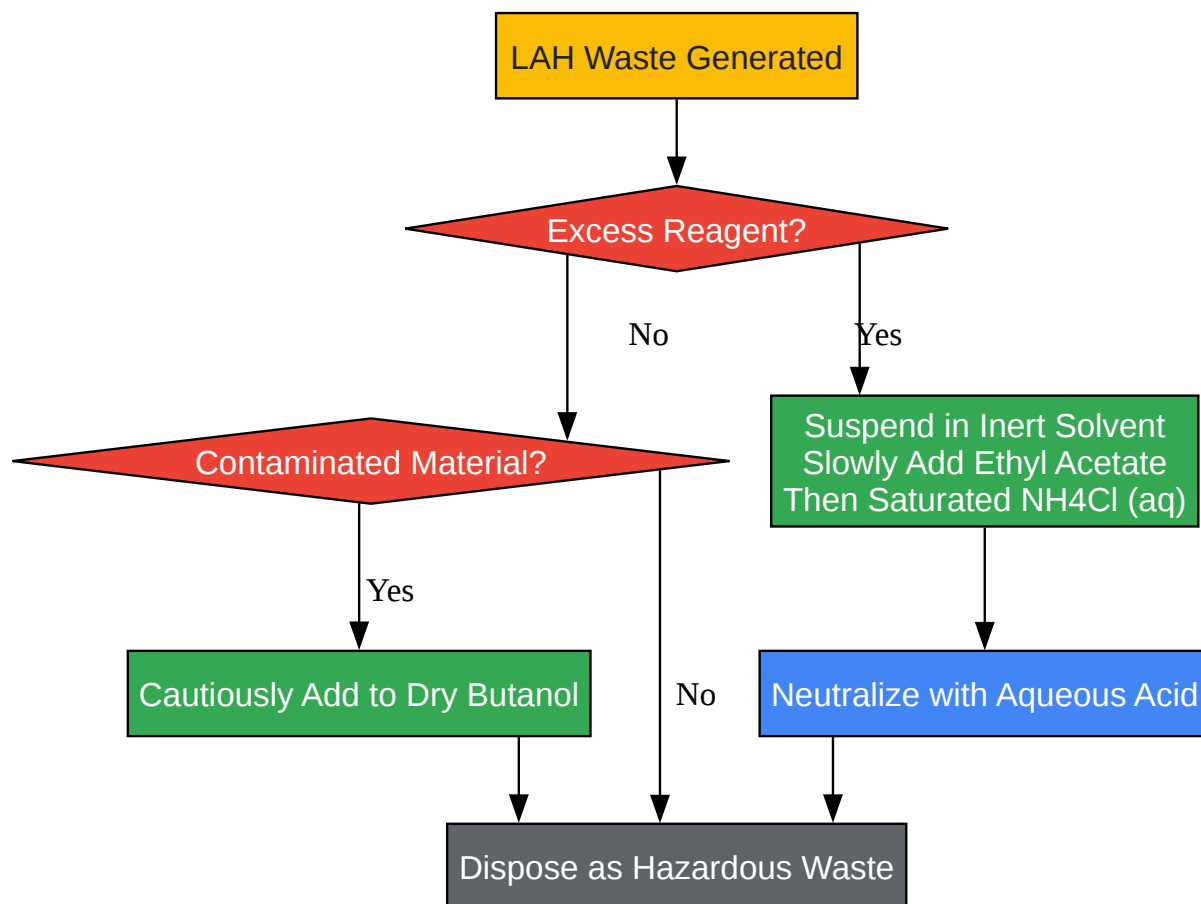 LAH Waste Generated
Excess Reagent?
No
Yes
Contaminated Material?
Suspend in Inert Solvent
Slowly Add Ethyl Acetate
Then Saturated NH4Cl (aq)
Yes
Cautiously Add to Dry Butanol
No
Neutralize with Aqueous Acid
Dispose as Hazardous Waste